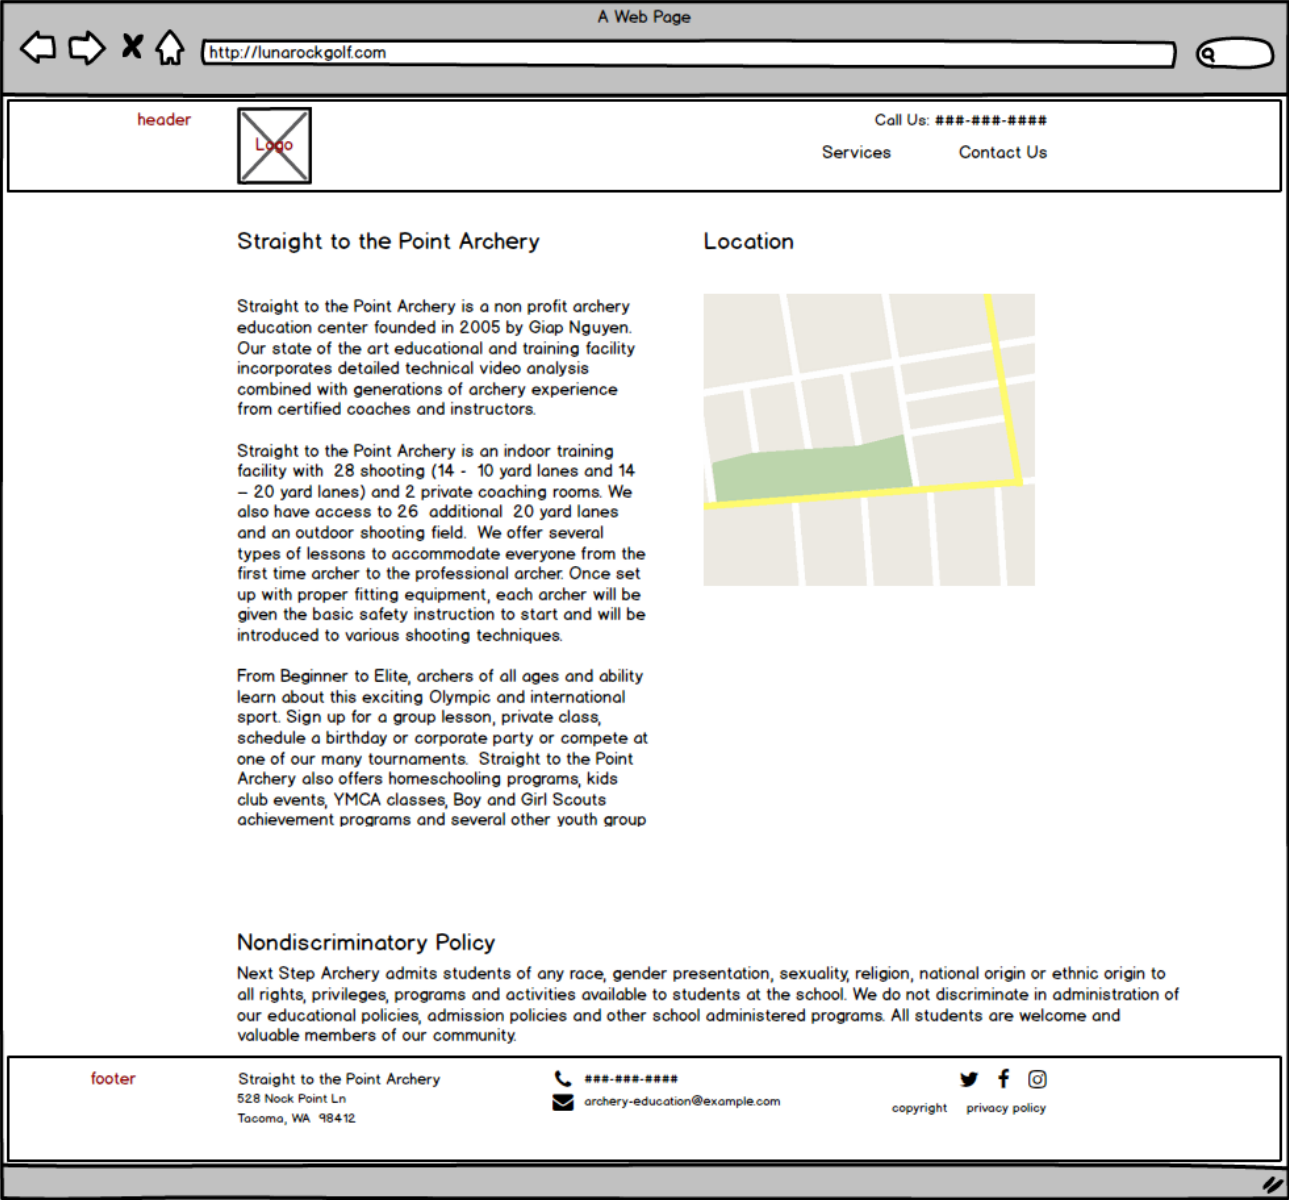 A Web Page
http://lunarockgolf.com
header
Logo
Call Us: ###-###-####
Services Contact Us
Straight to the Point Archery
Straight to the Point Archery is a non profit archery
education center founded in 2005 by Giap Nguyen.
Our state of the art educational and training facility
incorporates detailed technical video analysis
combined with generations of archery experience
from certified coaches and instructors.
Straight to the Point Archery is an indoor training
facility with 28 shooting (14 - 10 yard lanes and 14
– 20 yard lanes) and 2 private coaching rooms. We
also have access to 26 additional 20 yard lanes
and an outdoor shooting field. We offer several
types of lessons to accommodate everyone from the
first time archer to the professional archer. Once set
up with proper fitting equipment, each archer will be
given the basic safety instruction to start and will be
introduced to various shooting techniques.
From Beginner to Elite, archers of all ages and ability
learn about this exciting Olympic and international
sport. Sign up for a group lesson, private class,
schedule a birthday or corporate party or compete at
one of our many tournaments. Straight to the Point
Archery also offers homeschooling programs, kids
club events, YMCA classes, Boy and Girl Scouts
achievement programs and several other youth group
Location
Nondiscriminatory Policy
Next Step Archery admits students of any race, gender presentation, sexuality, religion, national origin or ethnic origin to
all rights, privileges, programs and activities available to students at the school. We do not discriminate in administration of
our educational policies, admission policies and other school administered programs. All students are welcome and
valuable members of our community.
footer
Straight to the Point Archery
528 Nock Point Ln
Tacoma, WA 98412
###-###-####
archery-education@example.com
copyright privacy policy